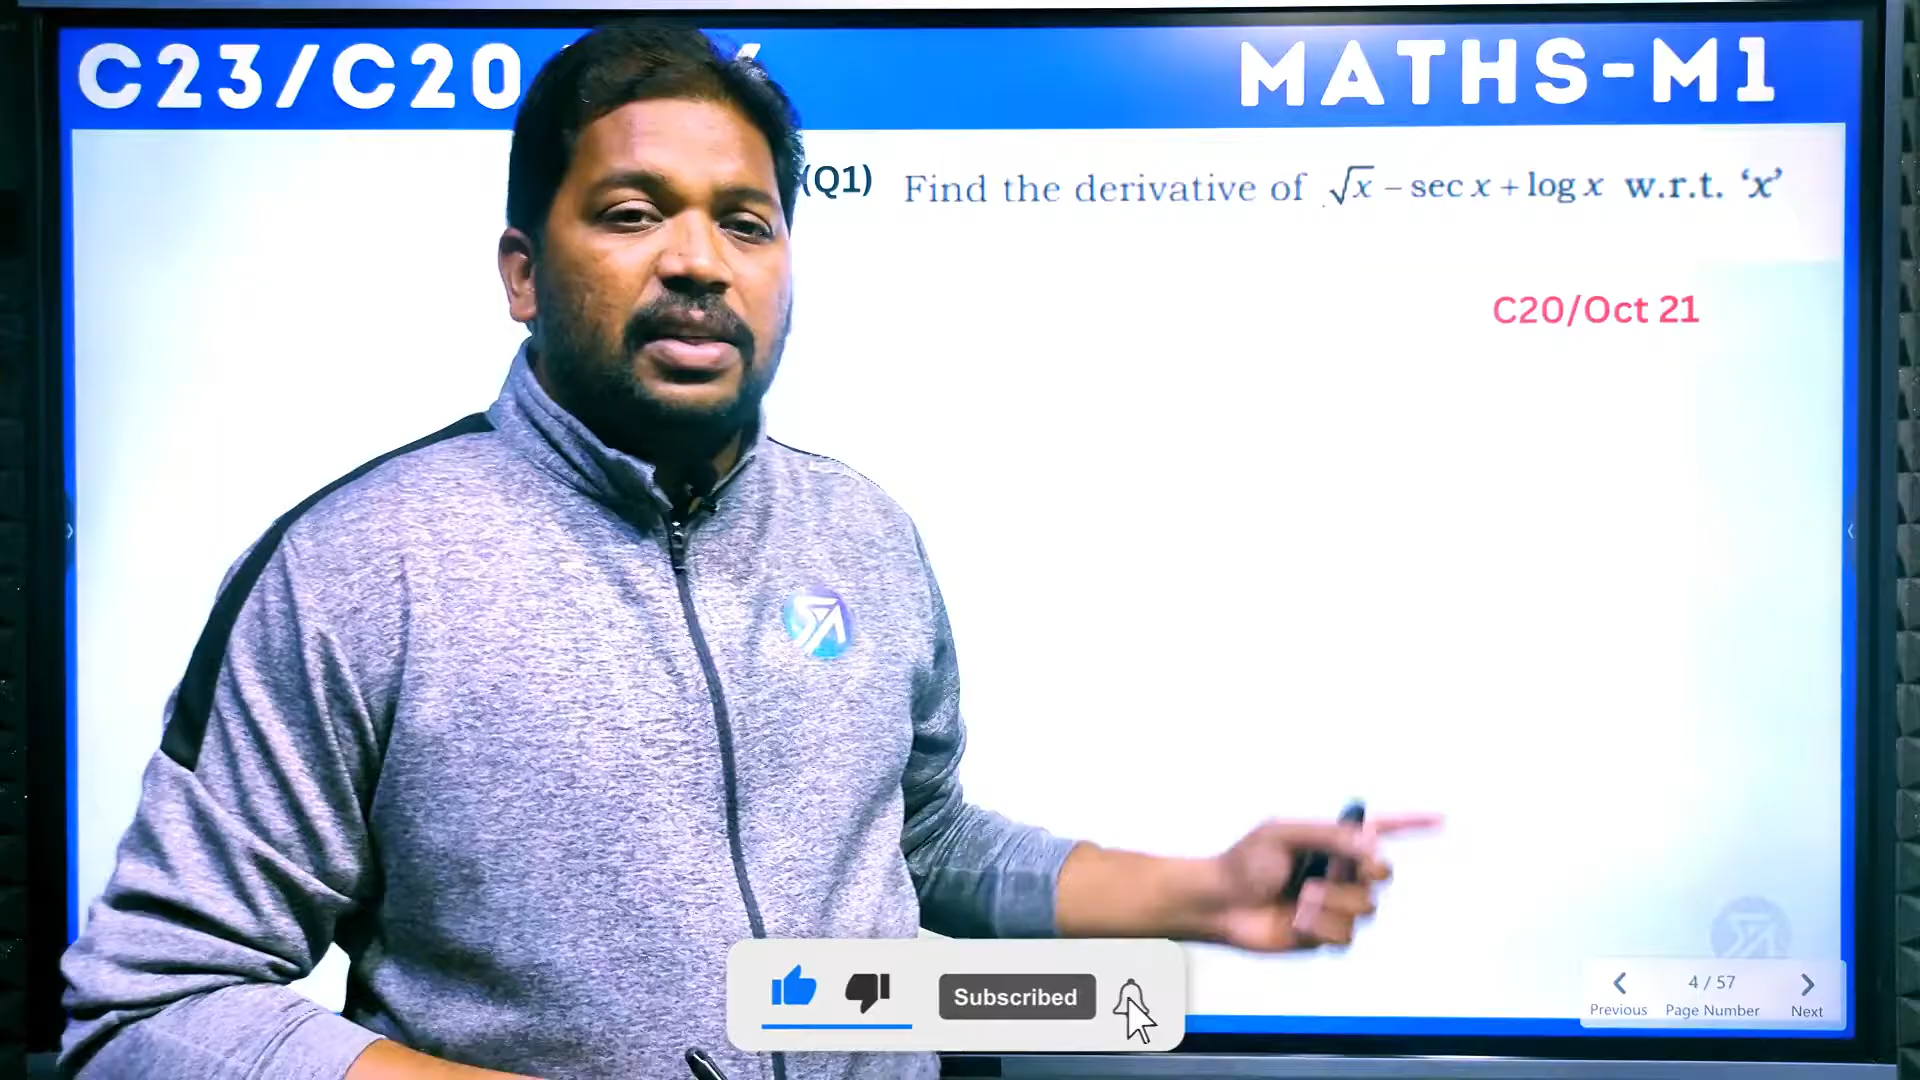 C23/C20
MATHS-M1
(Q1) Find the derivative of √x – sec x + log x w.r.t. ‘x’
C20/Oct 21
SA
Subscribed
4 / 57
Previous Page Number Next